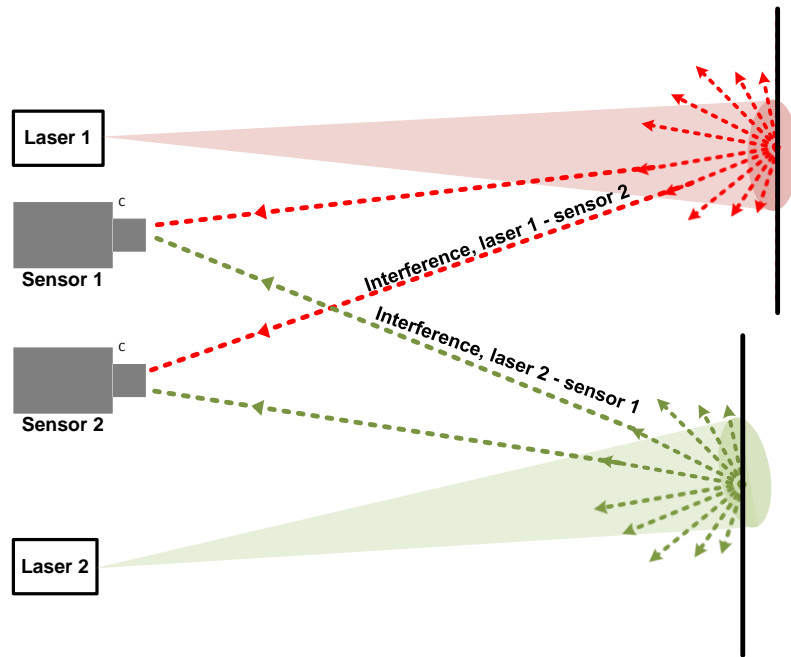 Laser 1
C
Sensor 1
Interference, laser 1 - sensor 2
Interference, laser 2 - sensor 1
C
Sensor 2
Laser 2